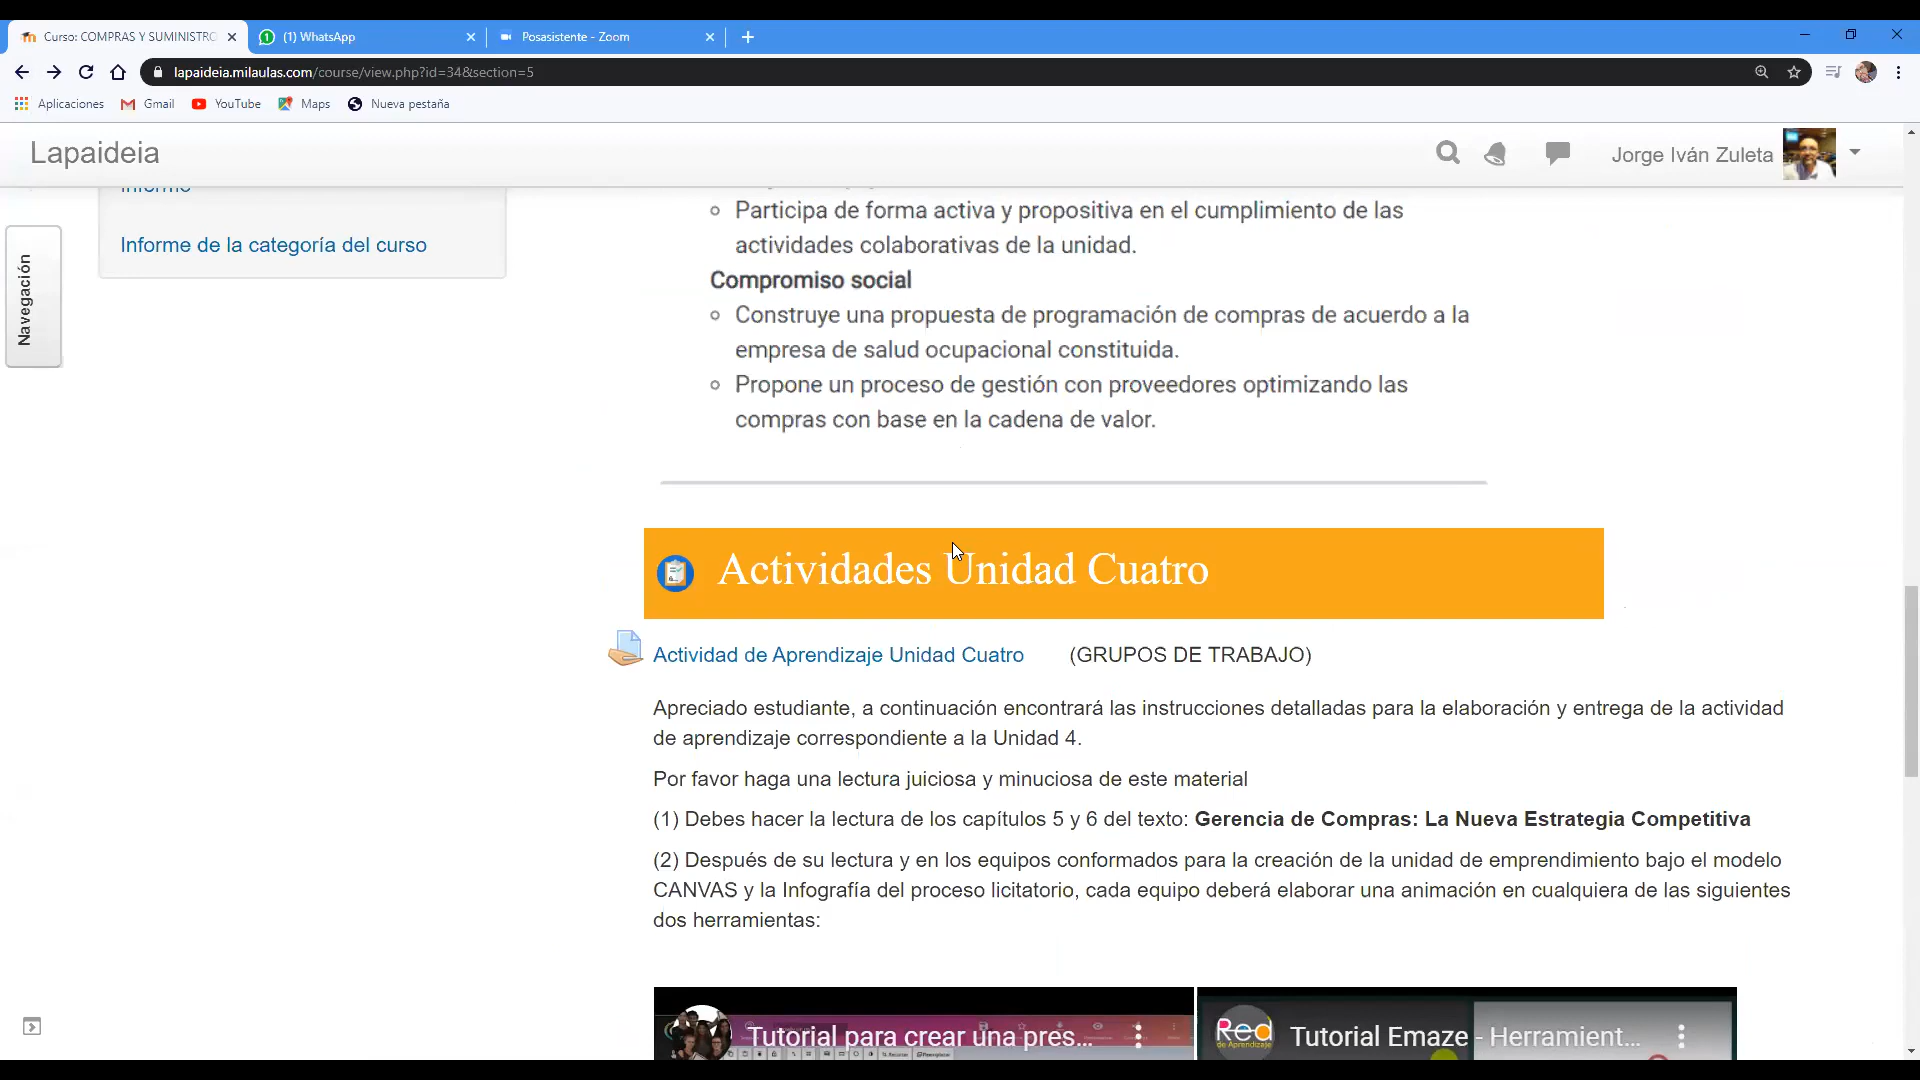 Curso: COMPRAS Y SUMINISTRO
(1) WhatsApp
Posasistente - Zoom
lapaideia.milaulas.com/course/view.php?id=34&section=5
Aplicaciones
Gmail
YouTube
Maps
Nueva pestaña
Lapaideia
Jorge Iván Zuleta
Informe
Informe de la categoría del curso
Navegación
Participa de forma activa y propositiva en el cumplimiento de las
actividades colaborativas de la unidad.
Compromiso social
Construye una propuesta de programación de compras de acuerdo a la
empresa de salud ocupacional constituida.
Propone un proceso de gestión con proveedores optimizando las
compras con base en la cadena de valor.
Actividades Unidad Cuatro
Actividad de Aprendizaje Unidad Cuatro (GRUPOS DE TRABAJO)
Apreciado estudiante, a continuación encontrará las instrucciones detalladas para la elaboración y entrega de la actividad
de aprendizaje correspondiente a la Unidad 4.
Por favor haga una lectura juiciosa y minuciosa de este material
(1) Debes hacer la lectura de los capítulos 5 y 6 del texto: Gerencia de Compras: La Nueva Estrategia Competitiva
(2) Después de su lectura y en los equipos conformados para la creación de la unidad de emprendimiento bajo el modelo
CANVAS y la Infografía del proceso licitatorio, cada equipo deberá elaborar una animación en cualquiera de las siguientes
dos herramientas:
Tutorial para crear una pres...
Red de Aprendizaje
Tutorial Emaze - Herramient...